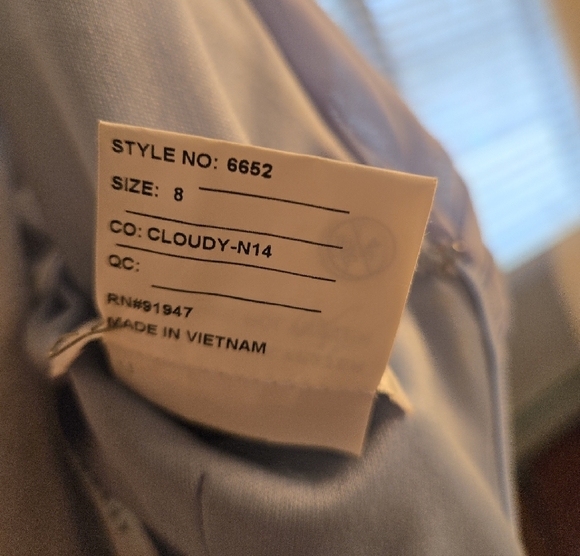 STYLE NO: 6652
SIZE: 8
CO: CLOUDY-N14
QC:
RN#91947
MADE IN VIETNAM